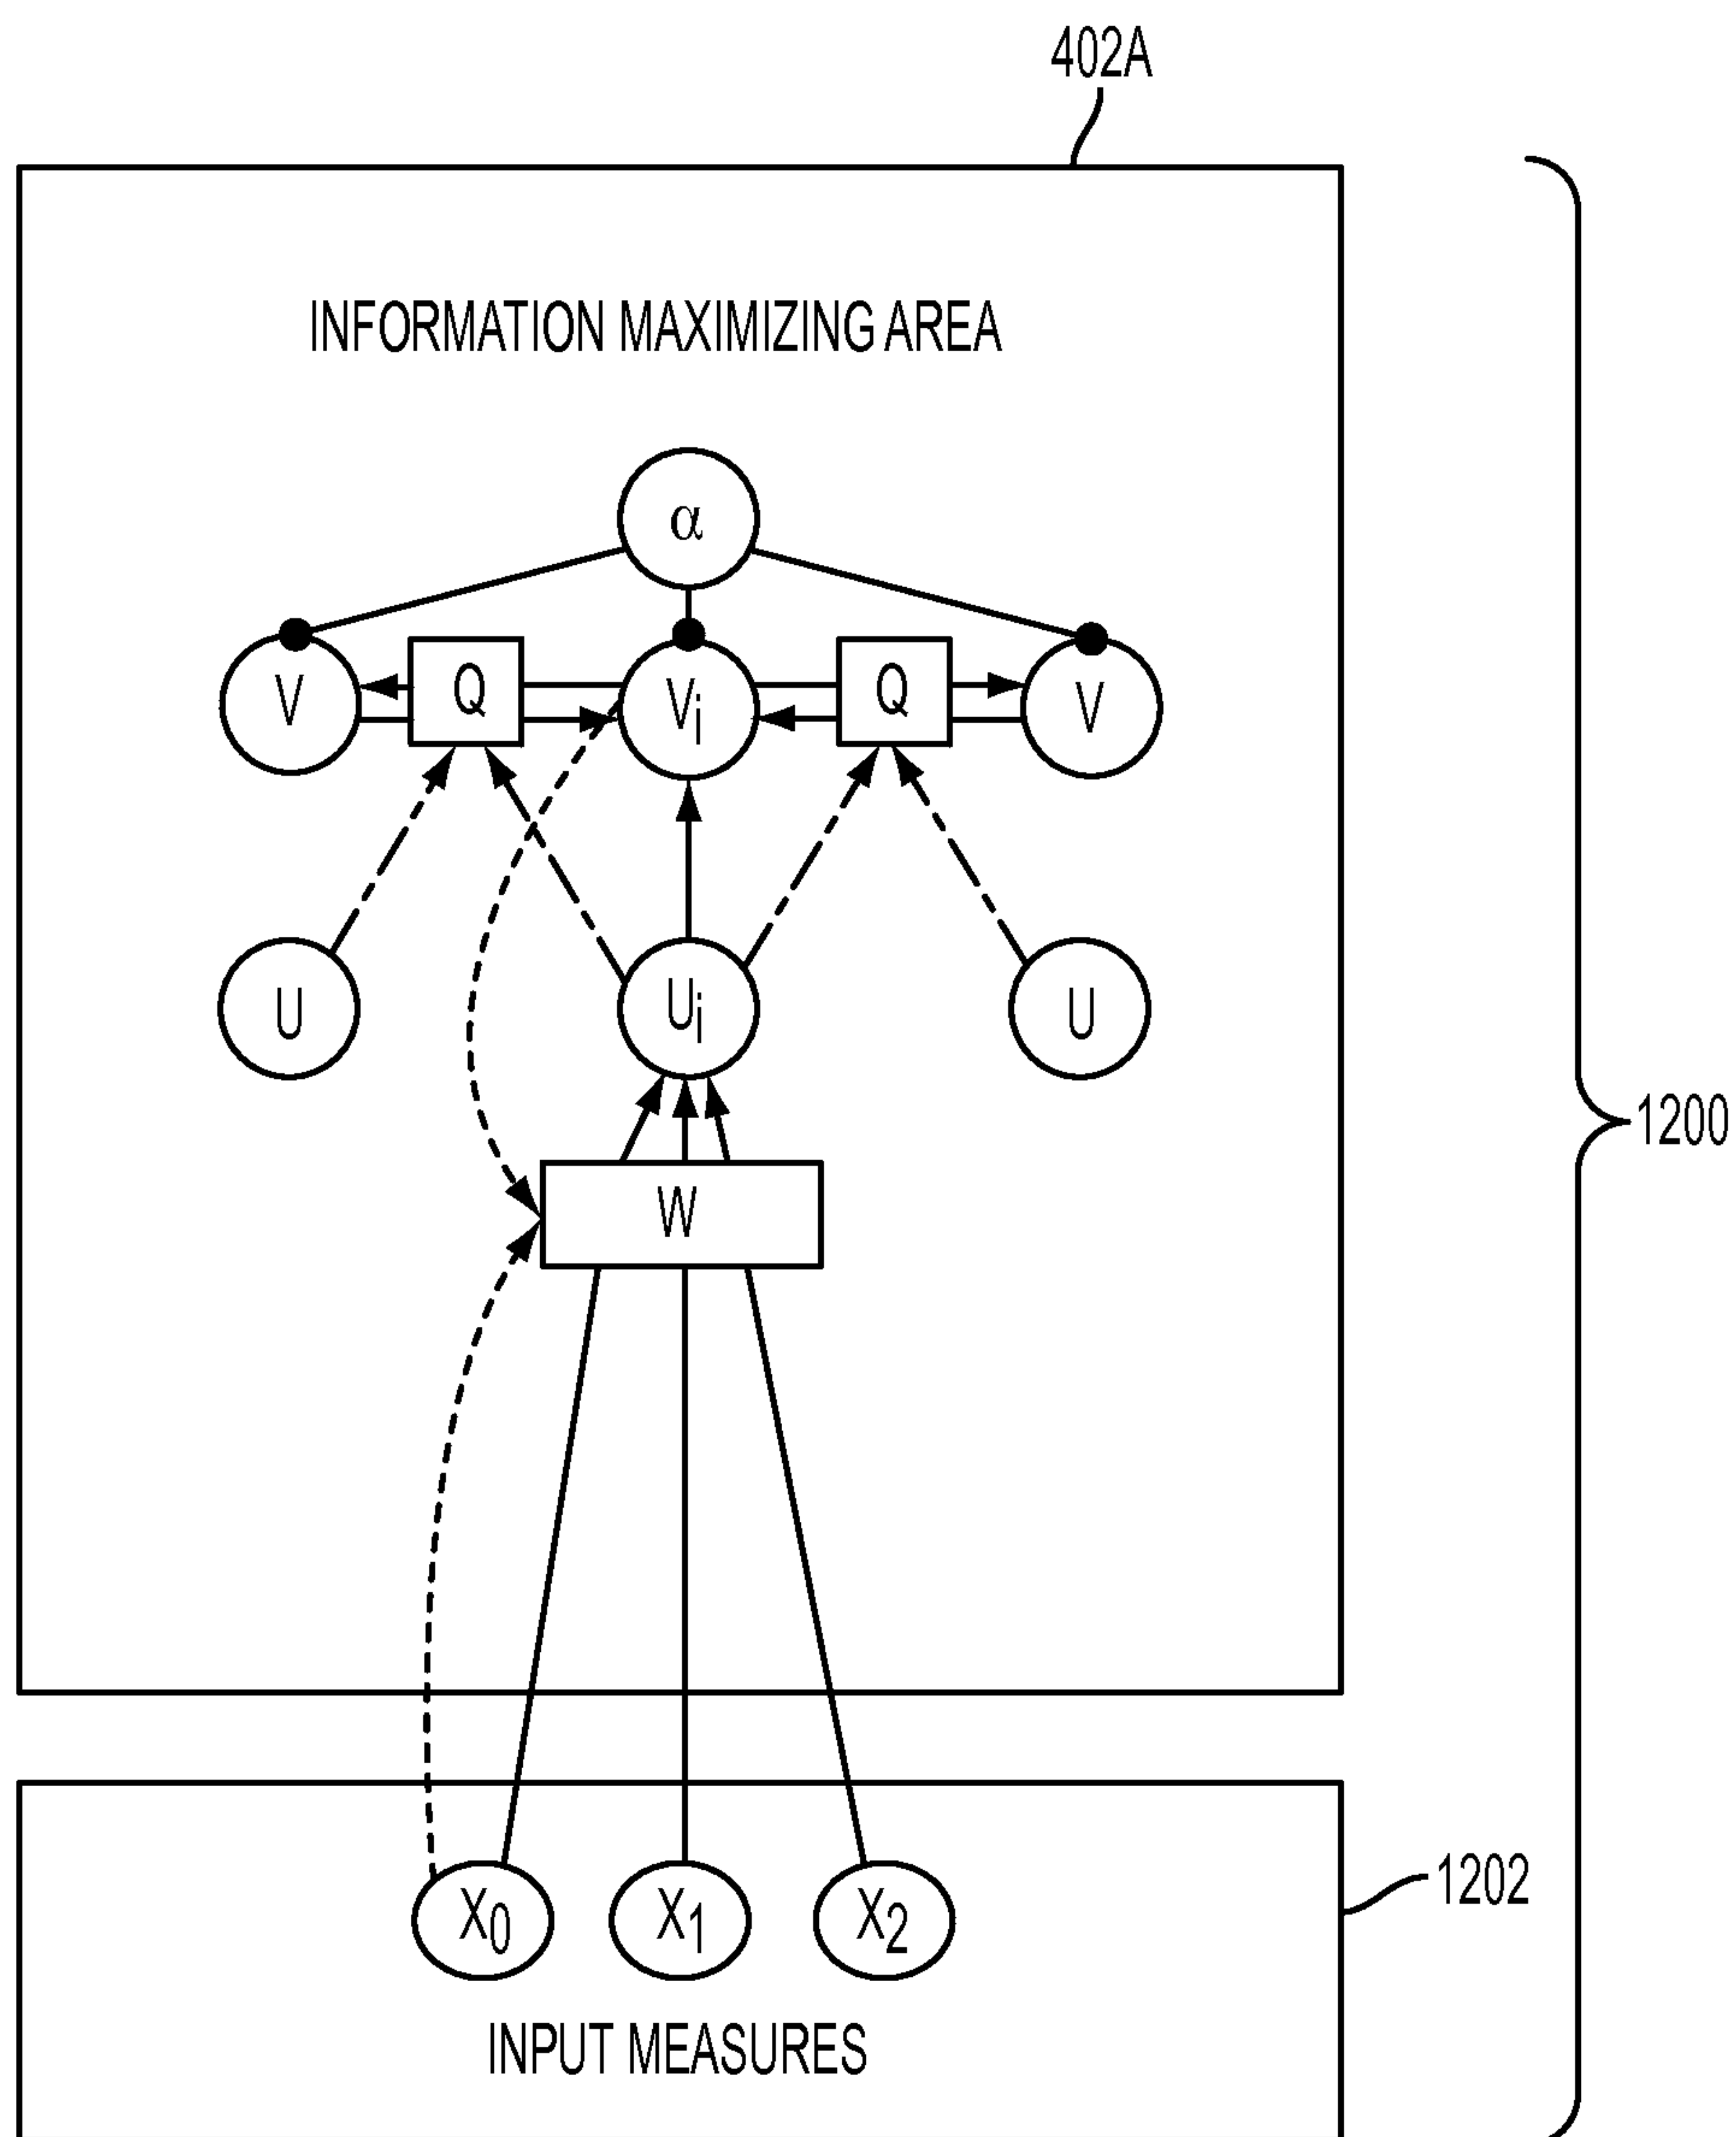 402A
INFORMATION MAXIMIZING AREA
α
V Q Vi Q V
U Ui U
1200
W
1202
X0 X1 X2
INPUT MEASURES